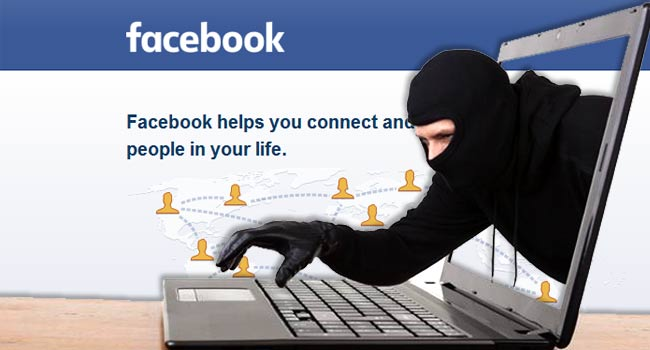 facebook
Facebook helps you connect and
people in your life.